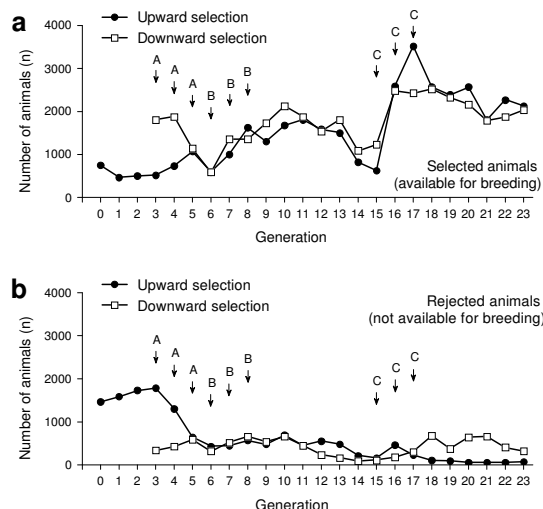 a
Upward selection
Downward selection
Number of animals (n)
4000
3000
2000
1000
0
A A A B B B C C C
Selected animals
(available for breeding)
0 1 2 3 4 5 6 7 8 9 10 11 12 13 14 15 16 17 18 19 20 21 22 23
Generation
b
Upward selection
Downward selection
Rejected animals
(not available for breeding)
Number of animals (n)
4000
3000
2000
1000
0
A A A B B B C C C
0 1 2 3 4 5 6 7 8 9 10 11 12 13 14 15 16 17 18 19 20 21 22 23
Generation